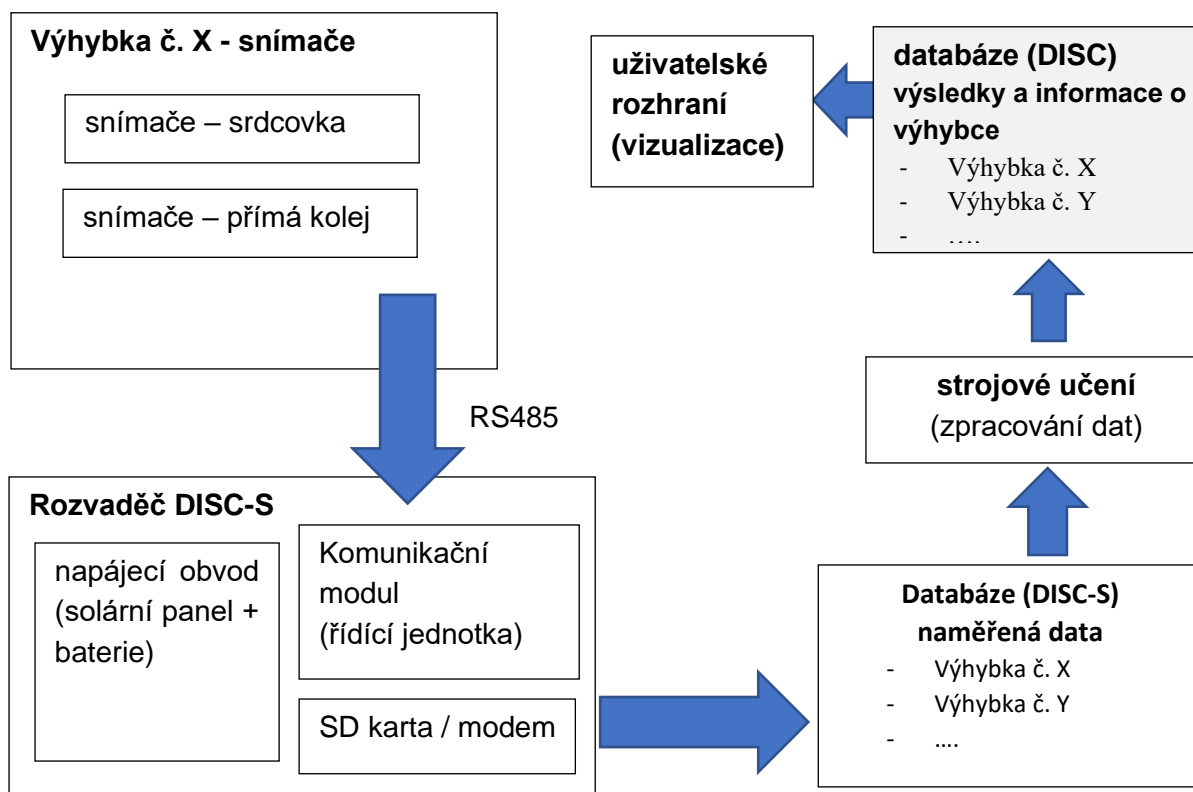 Výhybka č. X - snímače
snímače – srdcovka
snímače – přímá kolej
RS485
Rozvaděč DISC-S
napájecí obvod
(solární panel +
baterie)
Komunikační
modul
(řídící jednotka)
SD karta / modem
Databáze (DISC-S)
naměřená data
- Výhybka č. X
- Výhybka č. Y
- ....
strojové učení
(zpracování dat)
databáze (DISC)
výsledky a informace o
výhybce
- Výhybka č. X
- Výhybka č. Y
- ....
uživatelské
rozhraní
(vizualizace)